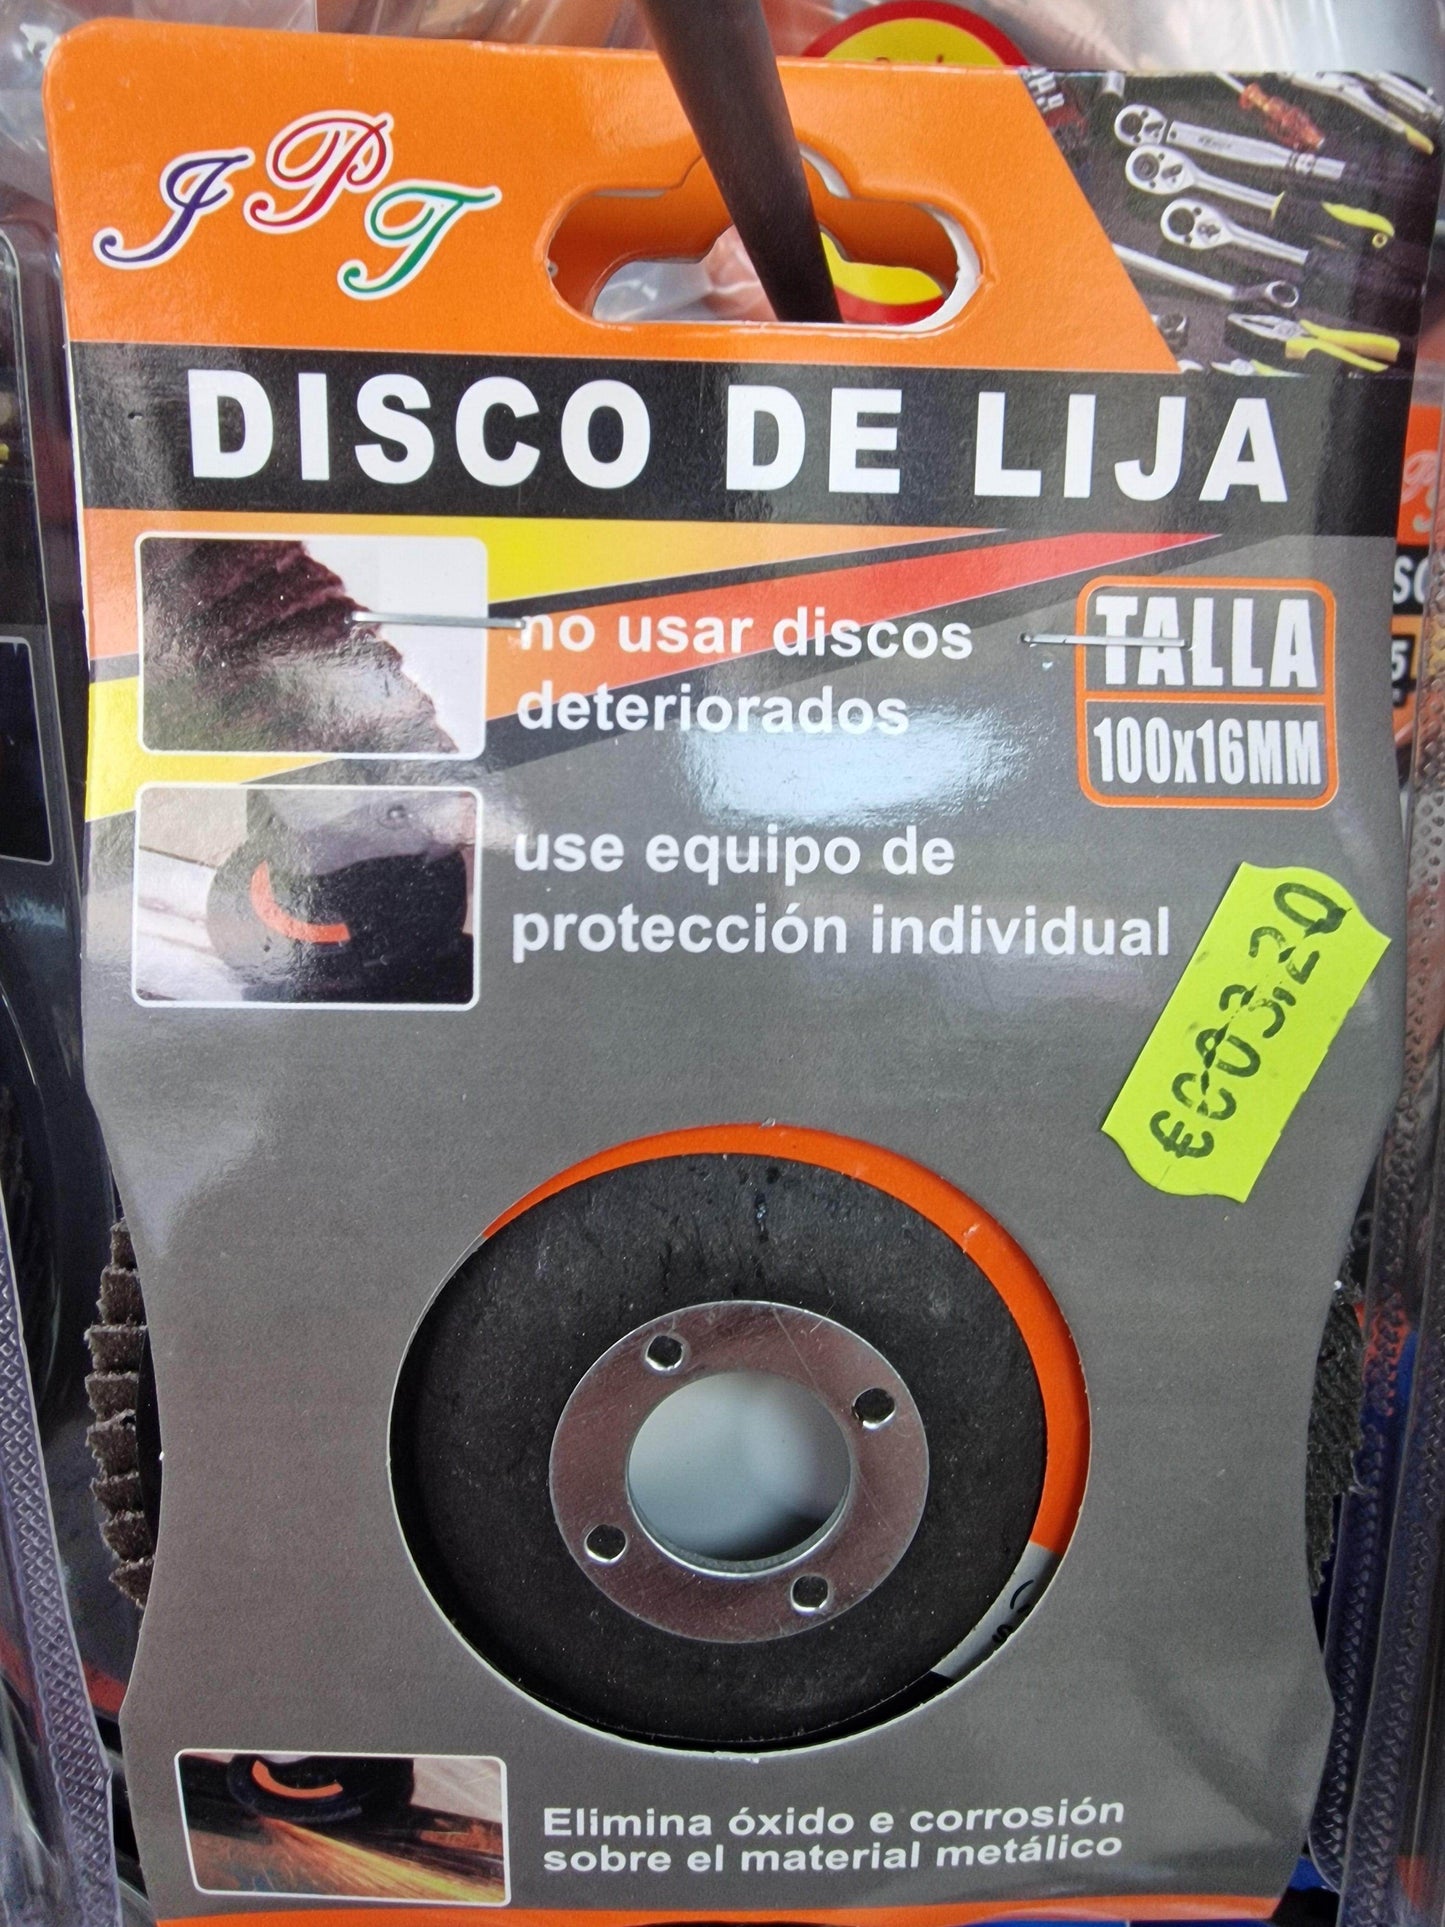 JPT
DISCO DE LIJA
no usar discos
deteriorados
TALLA
100x16MM
use equipo de
protección individual
€003,20
Elimina óxido e corrosión
sobre el material metálico